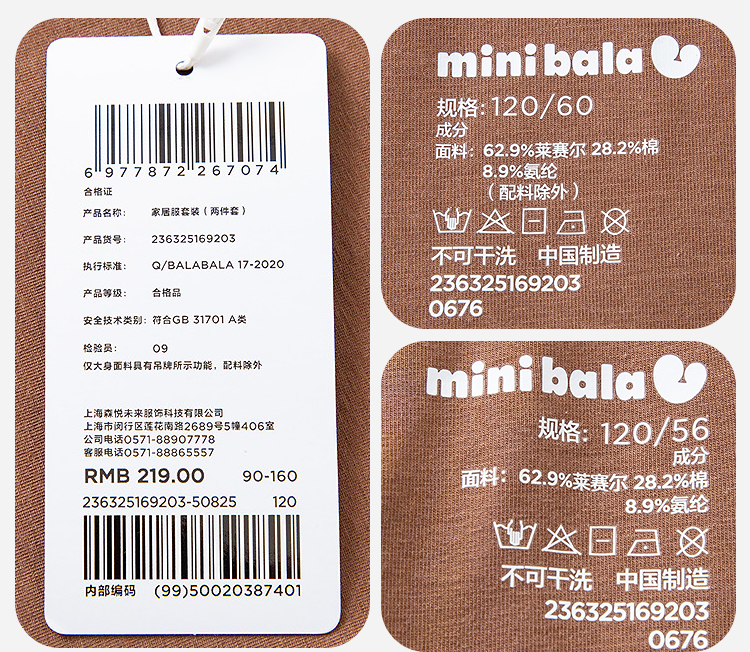 6 977872 267074
合格证
产品名称： 家居服套装（两件套）
产品货号： 236325169203
执行标准： Q/BALABALA 17-2020
产品等级： 合格品
安全技术类别：符合GB 31701 A类
检验员： 09
仅大身面料具有吊牌所示功能，配料除外
上海森悦未来服饰科技有限公司
上海市闵行区莲花南路2689号5幢406室
公司电话0571-88907778
客服电话0571-88865557
RMB 219.00 90-160
236325169203-50825 120
内部编码 (99)50020387401
minibala
规格: 120/60
成分
面料: 62.9%莱赛尔 28.2%棉
8.9%氨纶
（配料除外）
不可干洗 中国制造
236325169203
0676
minibala
规格: 120/56
成分
面料: 62.9%莱赛尔 28.2%棉
8.9%氨纶
不可干洗 中国制造
236325169203
0676